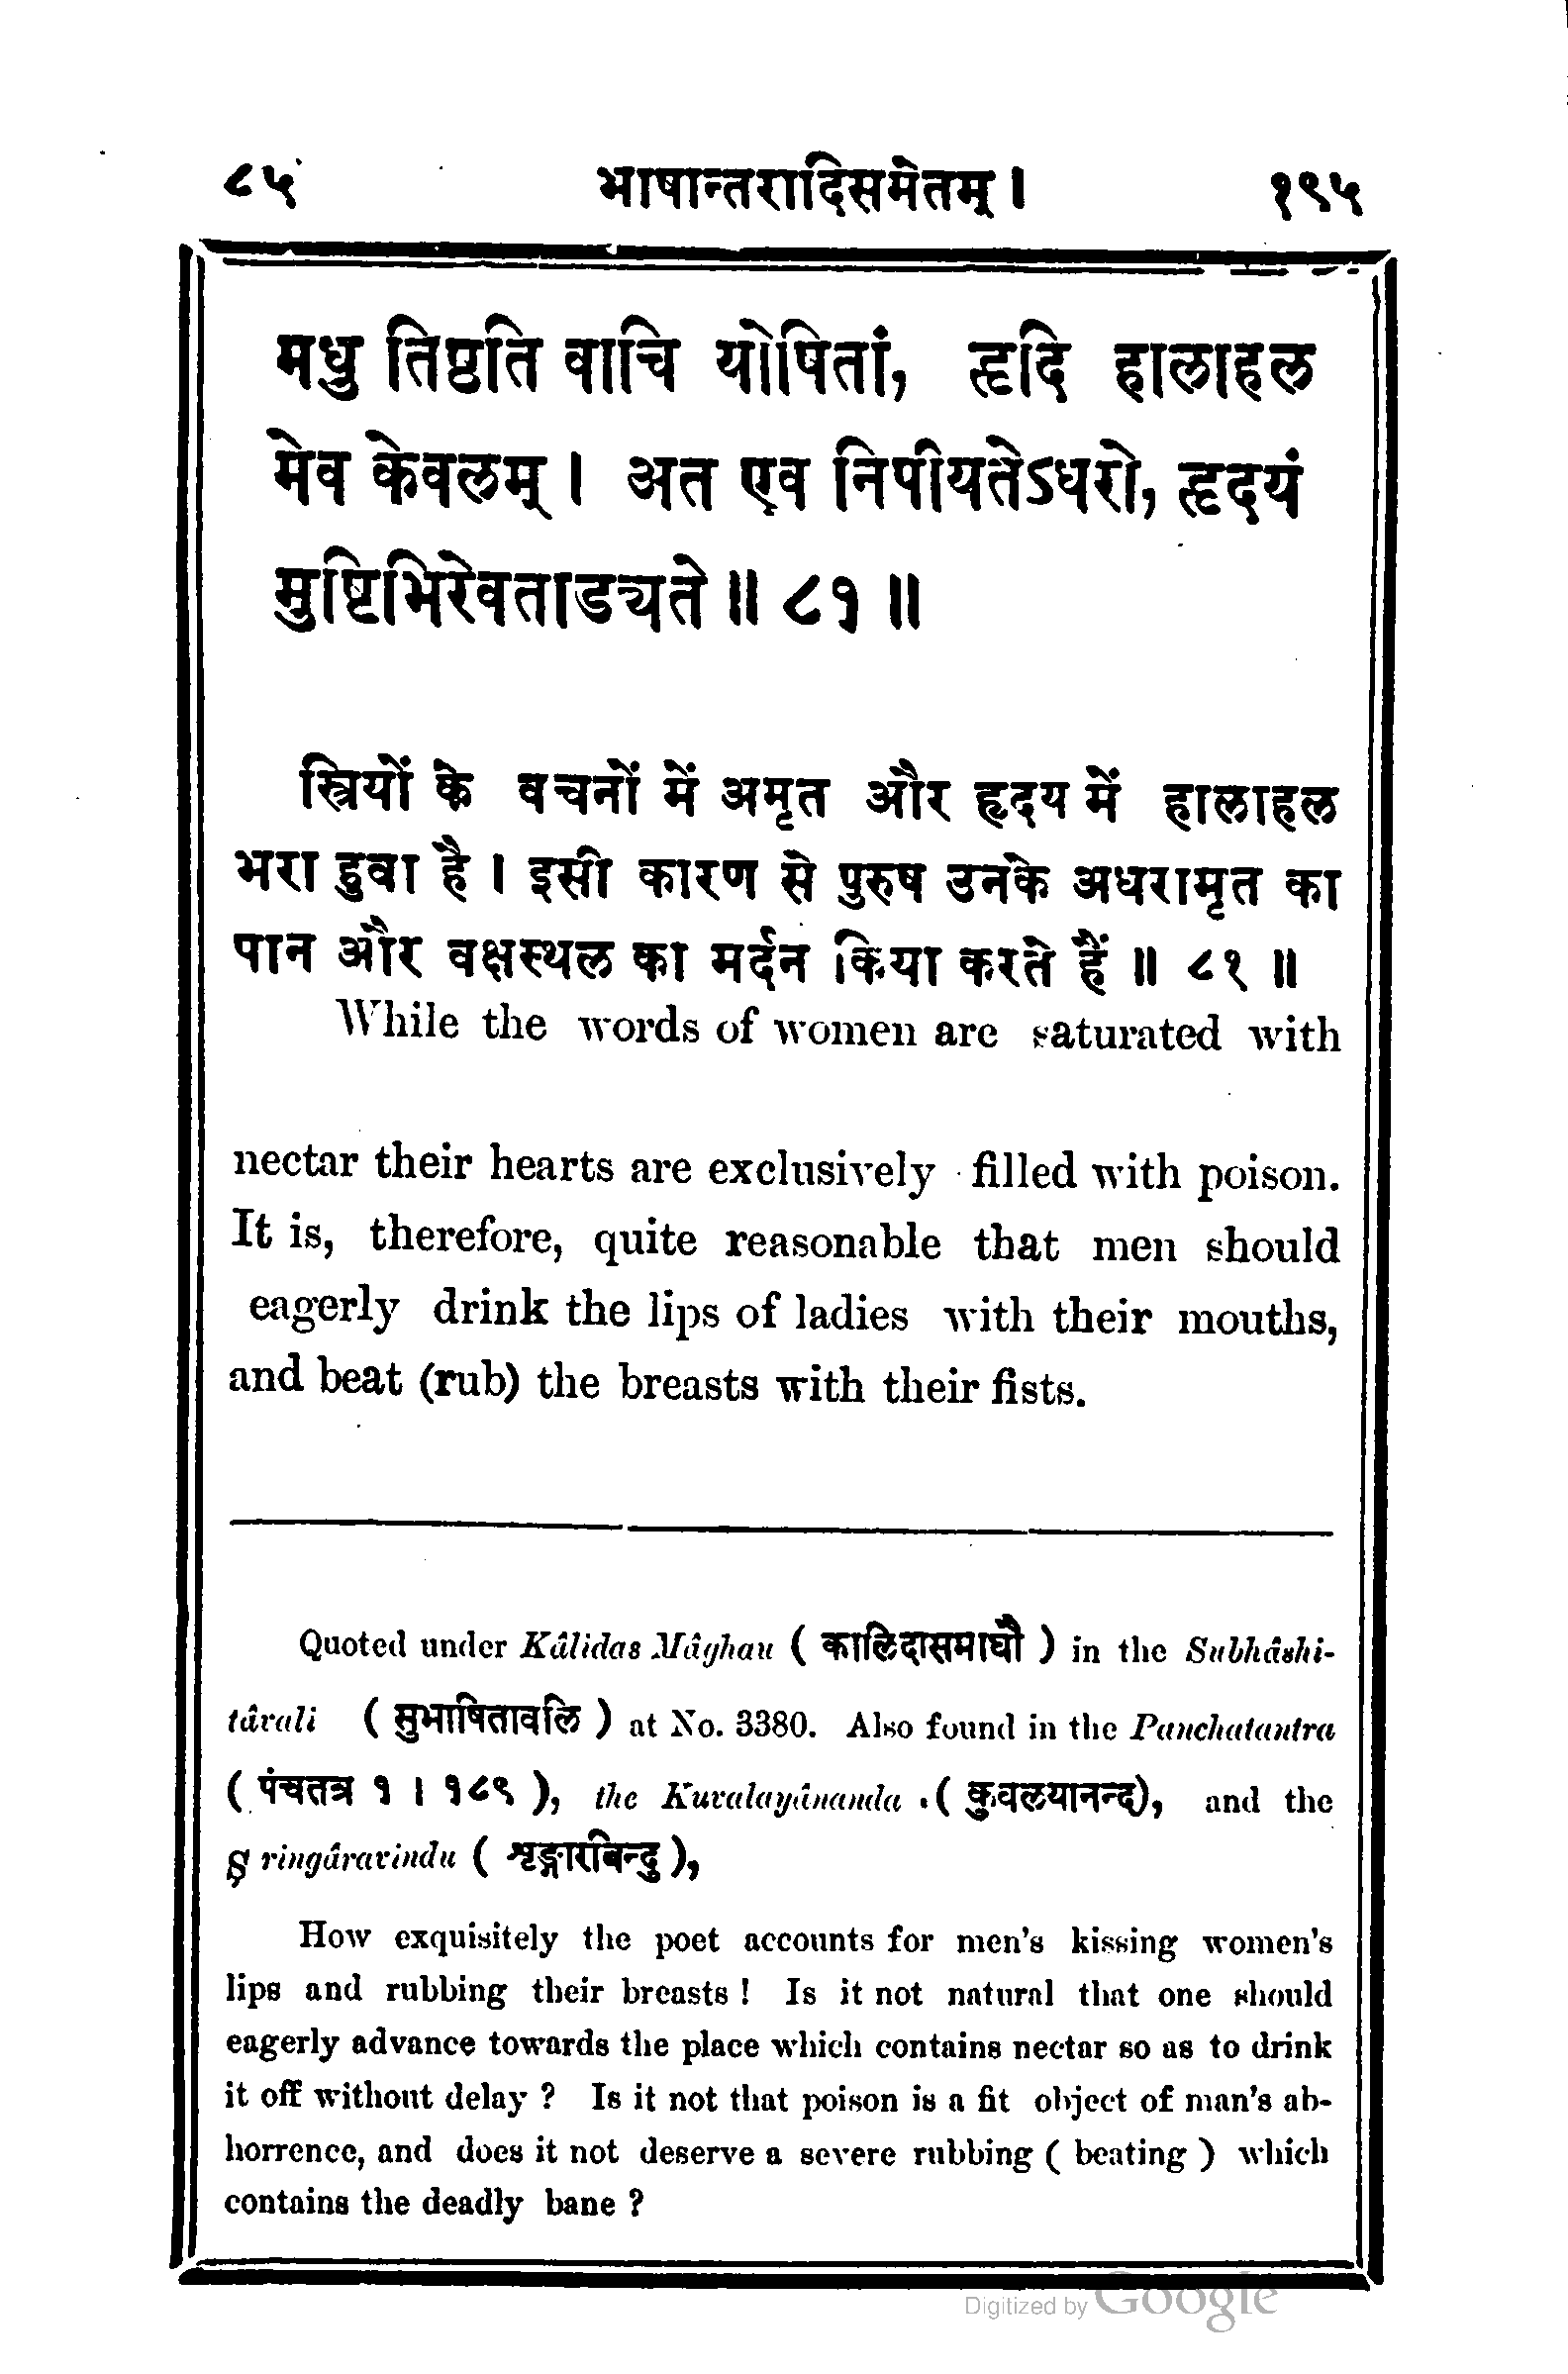 ८५ भाषान्तरादिसमेतम् । १९५
मधु तिष्ठति वाचि योषितां, हृदि हालाहल
मेव केवलम् । अत एव निपीयतेऽधरो, हृदयं
मुष्टिभिरेवताड्यते ॥ ८१ ॥
स्त्रियों के वचनों में अमृत और हृदय में हालाहल
भरा हुवा है । इसी कारण से पुरुष उनके अधरामृत का
पान और वक्षस्थल का मर्दन किया करते हैं ॥ ८१ ॥
While the words of women are saturated with
nectar their hearts are exclusively filled with poison.
It is, therefore, quite reasonable that men should
eagerly drink the lips of ladies with their mouths,
and beat (rub) the breasts with their fists.
Quoted under Kâlidas Mâghau ( कालिदासमाघौ ) in the Subhâshi-
tâvali ( सुभाषितावलि ) at No. 3380. Also found in the Panchatantra
( पंचतत्र १ । १८९ ), the Kuvalayânanda .( कुवलयानन्द), and the
Ş ringâravindu ( शृङ्गारबिन्दु ),
How exquisitely the poet accounts for men's kissing women's
lips and rubbing their breasts ! Is it not natural that one should
eagerly advance towards the place which contains nectar so as to drink
it off without delay ? Is it not that poison is a fit object of man's ab-
horrence, and does it not deserve a severe rubbing ( beating ) which
contains the deadly bane ?
Digitized by Google